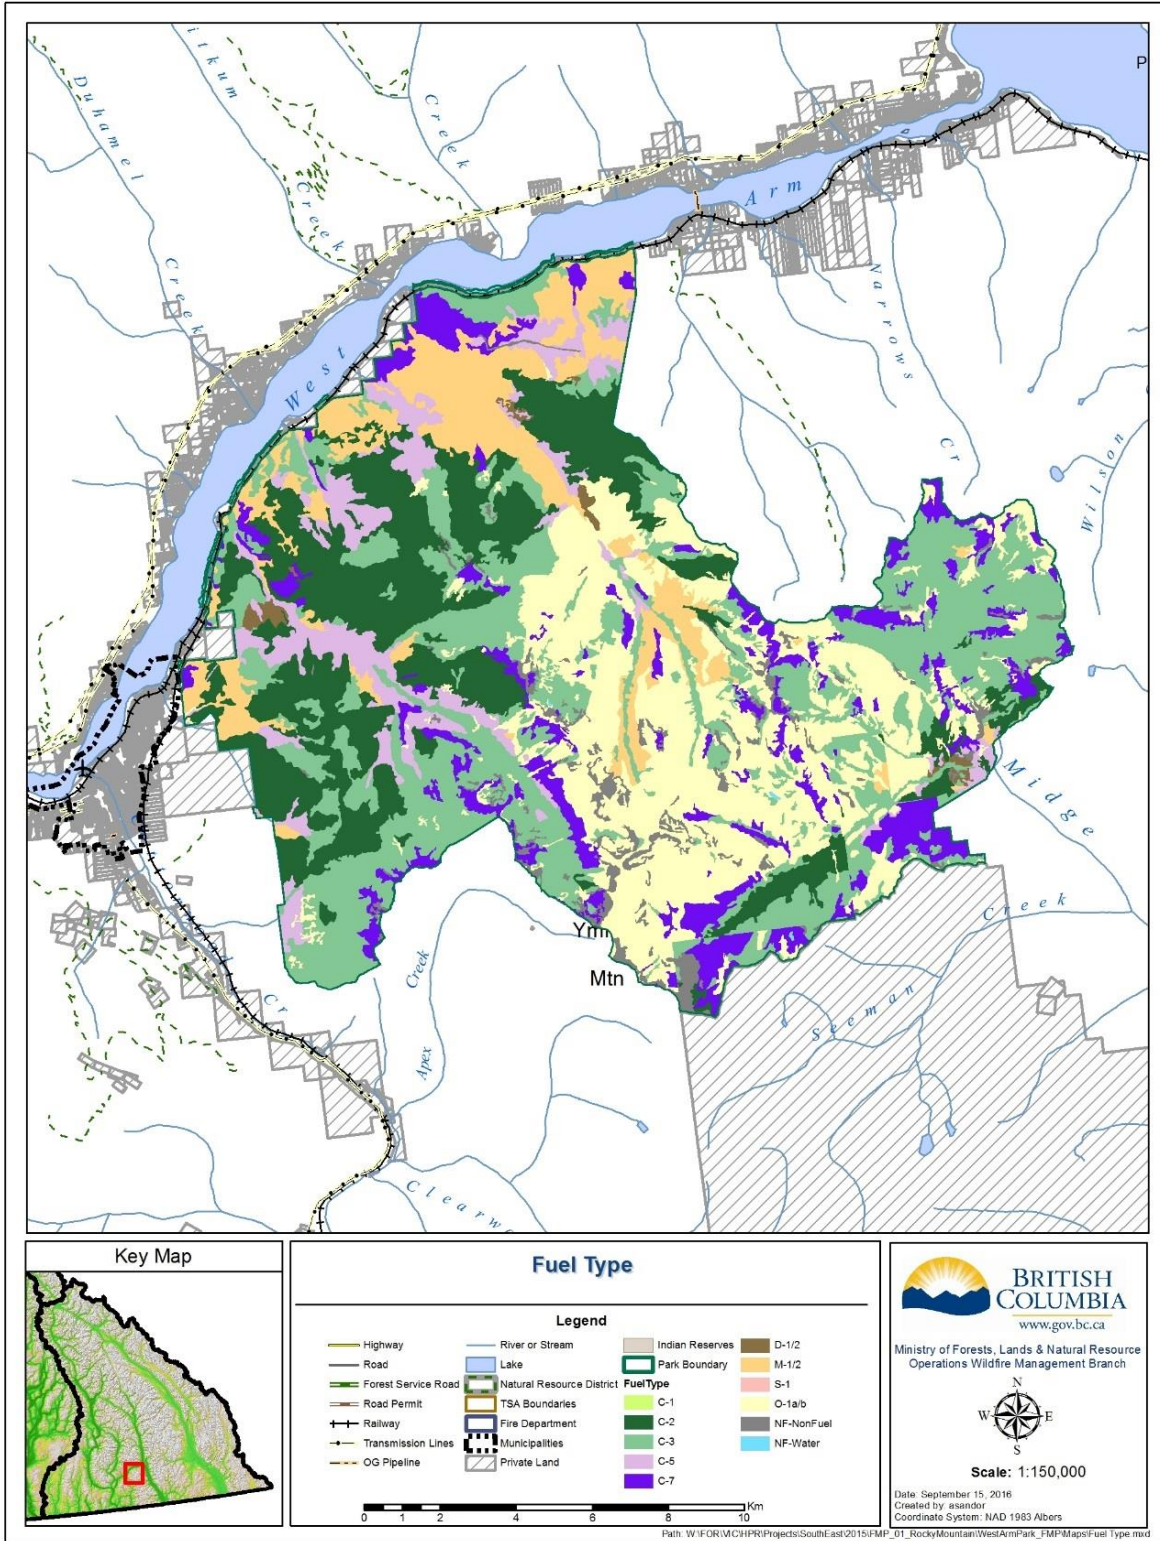 P
itkum
Creek
Duhamel
Creek
Creek
Arm
Creek
Narrows
Cr
West
Wilson
Midge
Creek
Ymi
Mtn
Creek
Apex
Seeman
Cr
Clearw
Key Map
Fuel Type
Legend
Highway
Road
Forest Service Road
Road Permit
Railway
Transmission Lines
OG Pipeline
River or Stream
Lake
Natural Resource District
TSA Boundaries
Fire Department
Municipalities
Private Land
Indian Reserves
Park Boundary
FuelType
C-1
C-2
C-3
C-5
C-7
D-1/2
M-1/2
S-1
O-1a/b
NF-NonFuel
NF-Water
Km
0 1 2 4 6 8 10
BRITISH
COLUMBIA
www.gov.bc.ca
Ministry of Forests, Lands & Natural Resource
Operations Wildfire Management Branch
N
W E
S
Scale: 1:150,000
Date: September 15, 2016
Created by: asandor
Coordinate System: NAD 1983 Albers
Path: W:\FOR\VIC\HPR\Projects\SouthEast\2015\FMP_01_RockyMountain\WestArmPark_FMP\Maps\Fuel Type.mxd